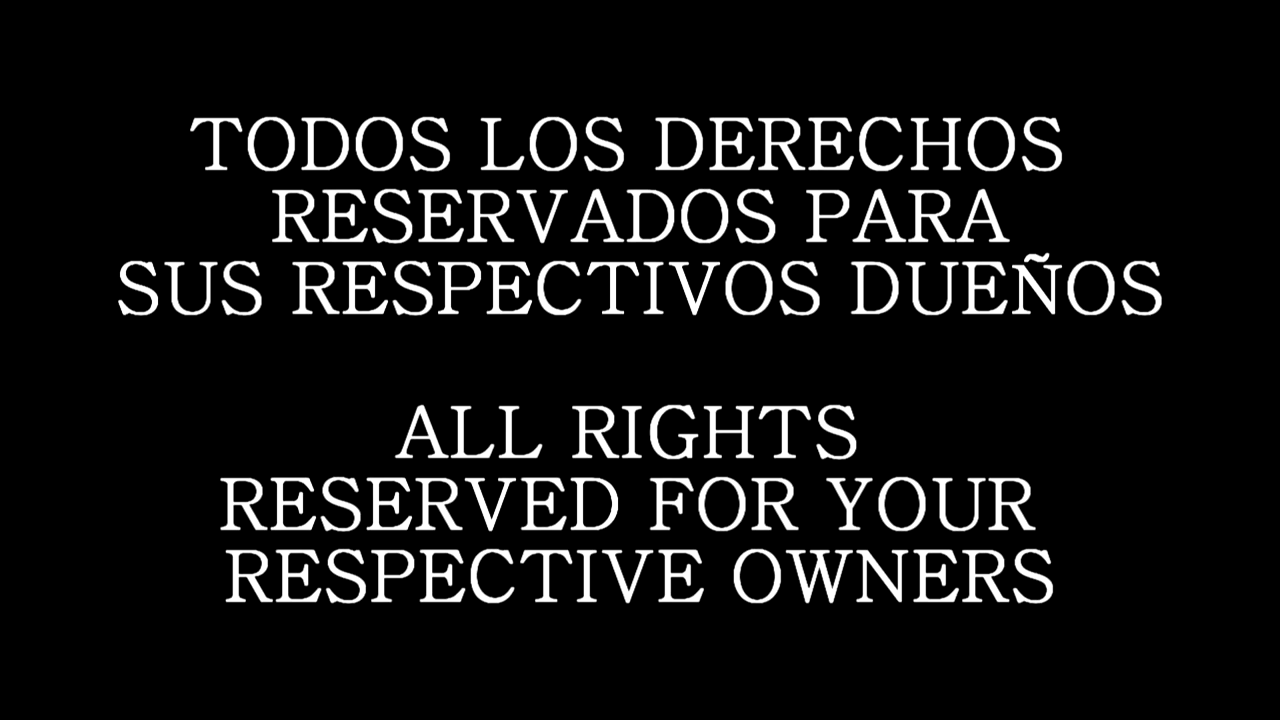 TODOS LOS DERECHOS
RESERVADOS PARA
SUS RESPECTIVOS DUEÑOS
ALL RIGHTS
RESERVED FOR YOUR
RESPECTIVE OWNERS